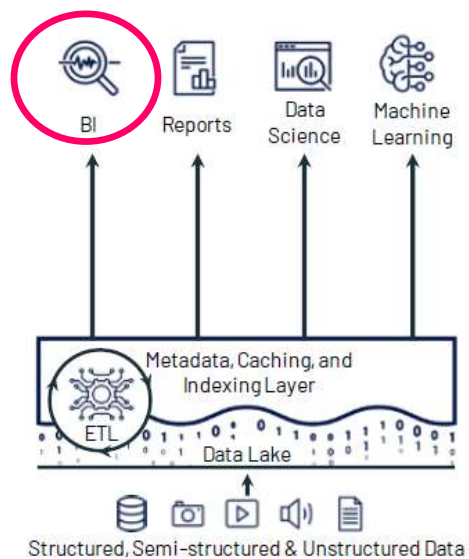 BI
Reports
Data
Science
Machine
Learning
Metadata, Caching, and
Indexing Layer
ETL
Data Lake
Structured, Semi-structured & Unstructured Data